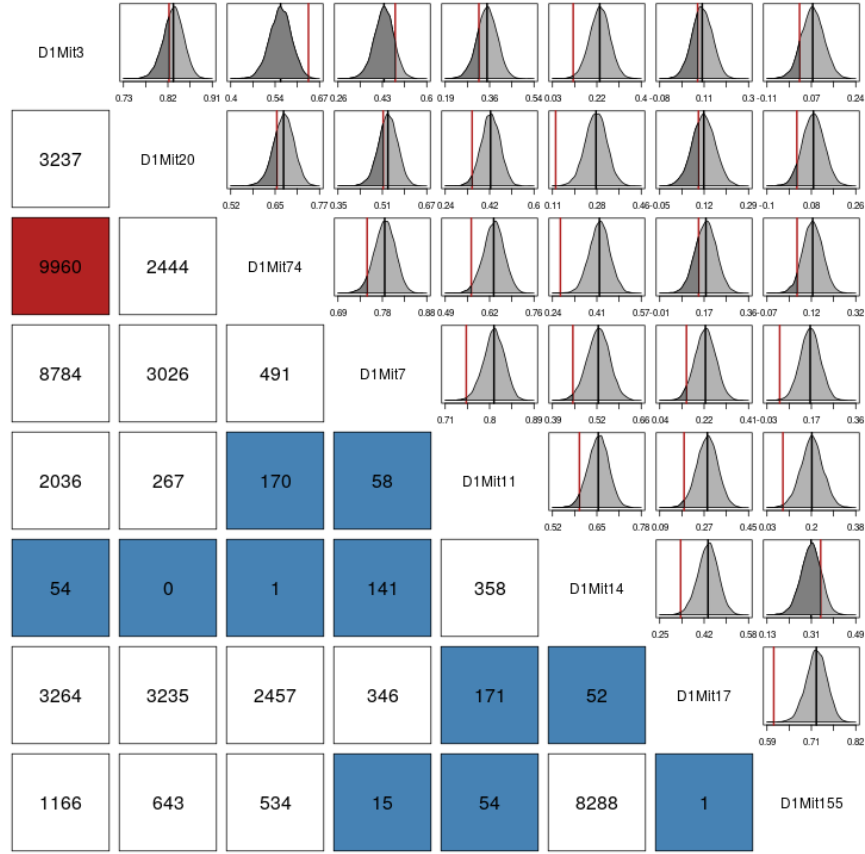 D1Mit3
0.73 0.82 0.91 0.4 0.54 0.67 0.26 0.43 0.6 0.19 0.36 0.54 0.03 0.22 0.4 -0.08 0.11 0.3 -0.11 0.07 0.24
3237 D1Mit20
0.52 0.65 0.77 0.35 0.51 0.67 0.24 0.42 0.6 0.11 0.28 0.46 -0.05 0.12 0.29 -0.1 0.08 0.26
9960 2444 D1Mit74
0.69 0.78 0.88 0.49 0.62 0.76 0.24 0.41 0.57 -0.01 0.17 0.36 -0.07 0.12 0.32
8784 3026 491 D1Mit7
0.71 0.8 0.89 0.39 0.52 0.66 0.04 0.22 0.41 -0.03 0.17 0.36
2036 267 170 58 D1Mit11
0.52 0.65 0.78 0.09 0.27 0.45 0.03 0.2 0.38
54 0 1 141 358 D1Mit14
0.25 0.42 0.58 0.13 0.31 0.49
3264 3235 2457 346 171 52 D1Mit17
0.59 0.71 0.82
1166 643 534 15 54 8288 1 D1Mit155